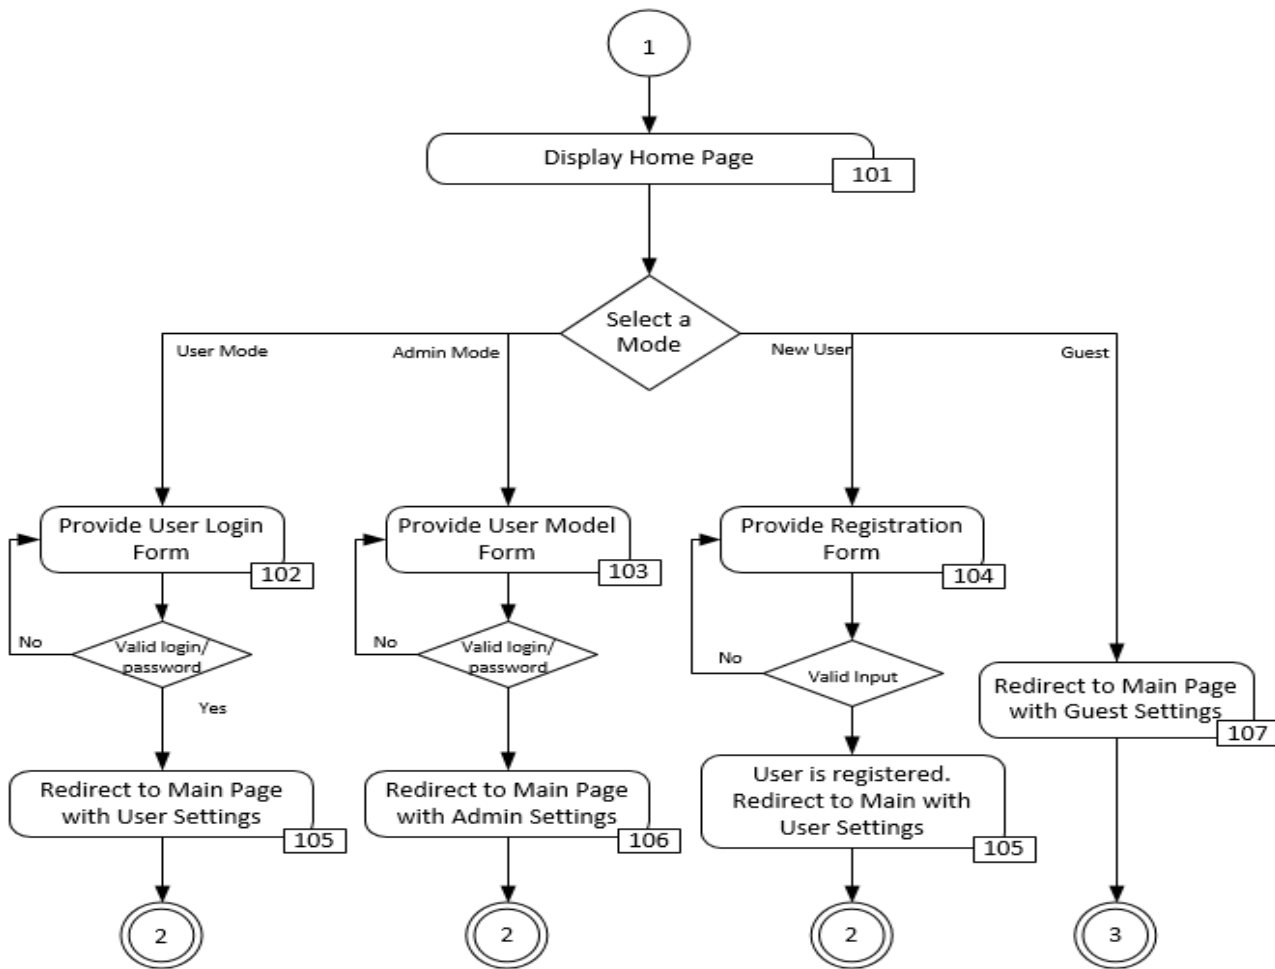 1
Display Home Page
101
Select a
Mode
User Mode
Admin Mode
New User
Guest
Provide User Login
Form
102
Provide User Model
Form
103
Provide Registration
Form
104
No
Valid login/
password
Yes
No
Valid login/
password
No
Valid Input
Redirect to Main Page
with Guest Settings
107
Redirect to Main Page
with User Settings
105
Redirect to Main Page
with Admin Settings
106
User is registered.
Redirect to Main with
User Settings
105
2
2
2
3